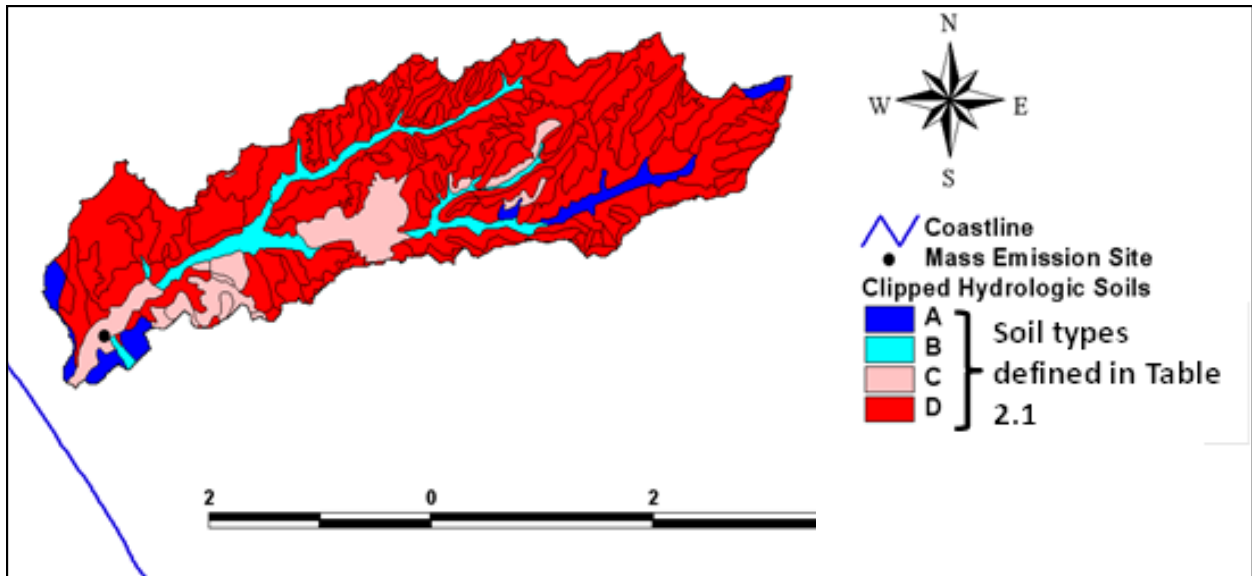 N
W E
S
Coastline
Mass Emission Site
Clipped Hydrologic Soils
A
B
C
D
Soil types
defined in Table
2.1
2 0 2